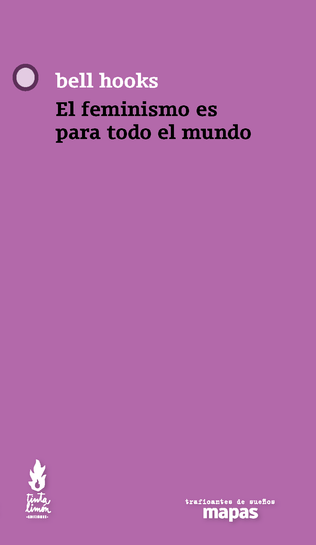 bell hooks
El feminismo es
para todo el mundo
tinta
limón
EDICIONES
traficantes de sueños
mapas